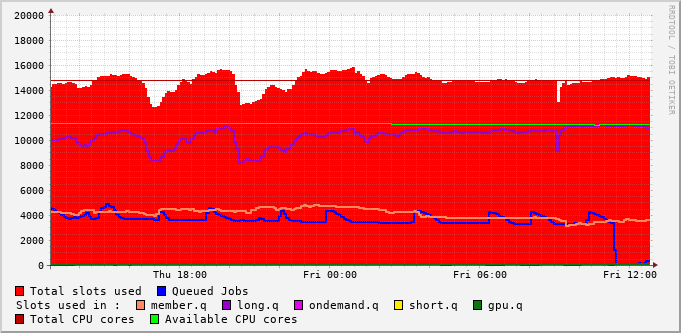 20000
18000
16000
14000
12000
10000
8000
6000
4000
2000
0
Thu 18:00 Fri 00:00 Fri 06:00 Fri 12:00
Total slots used Queued Jobs
Slots used in : member.q long.q ondemand.q short.q gpu.q
Total CPU cores Available CPU cores
RRDTOOL / TOBI OETIKER